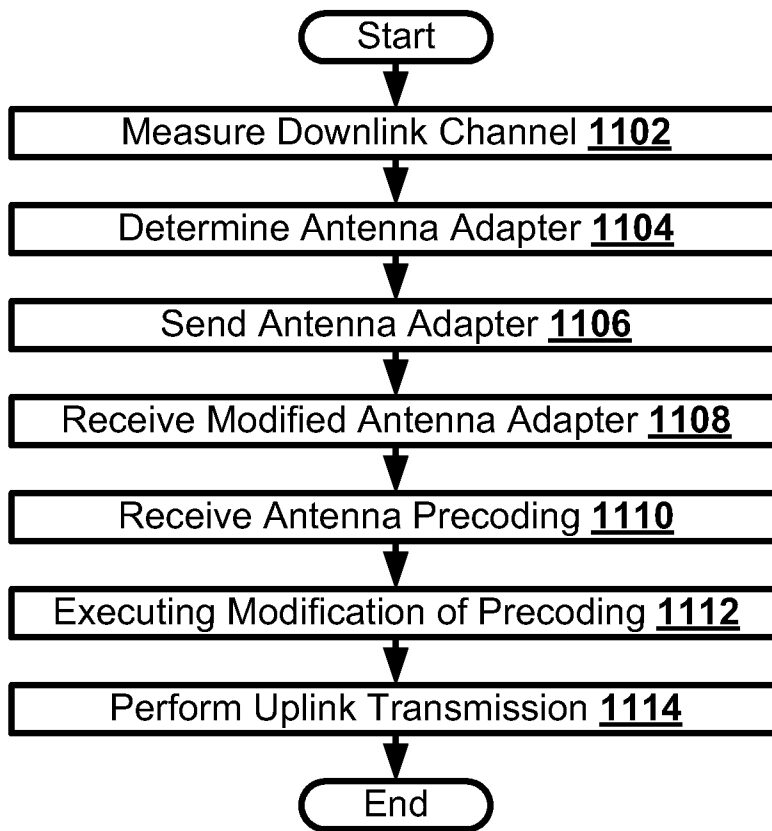 Start
Measure Downlink Channel 1102
Determine Antenna Adapter 1104
Send Antenna Adapter 1106
Receive Modified Antenna Adapter 1108
Receive Antenna Precoding 1110
Executing Modification of Precoding 1112
Perform Uplink Transmission 1114
End